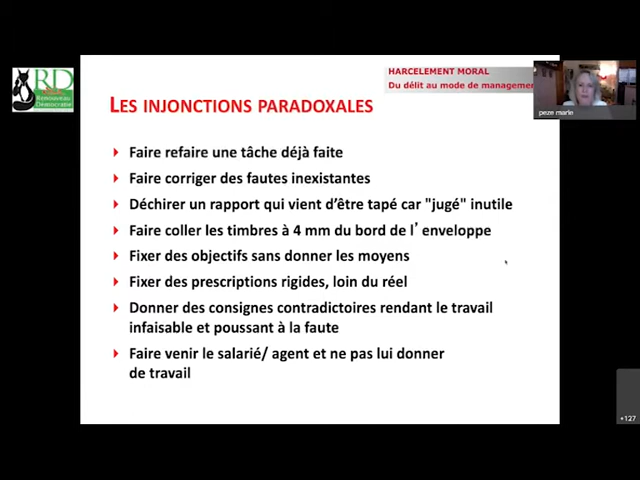 HARCELEMENT MORAL
Du délit au mode de management
RD
Renouveau
Démocratie
peze marie
LES INJONCTIONS PARADOXALES
Faire refaire une tâche déjà faite
Faire corriger des fautes inexistantes
Déchirer un rapport qui vient d’être tapé car "jugé" inutile
Faire coller les timbres à 4 mm du bord de l’ enveloppe
Fixer des objectifs sans donner les moyens
Fixer des prescriptions rigides, loin du réel
Donner des consignes contradictoires rendant le travail
infaisable et poussant à la faute
Faire venir le salarié/ agent et ne pas lui donner
de travail
+127